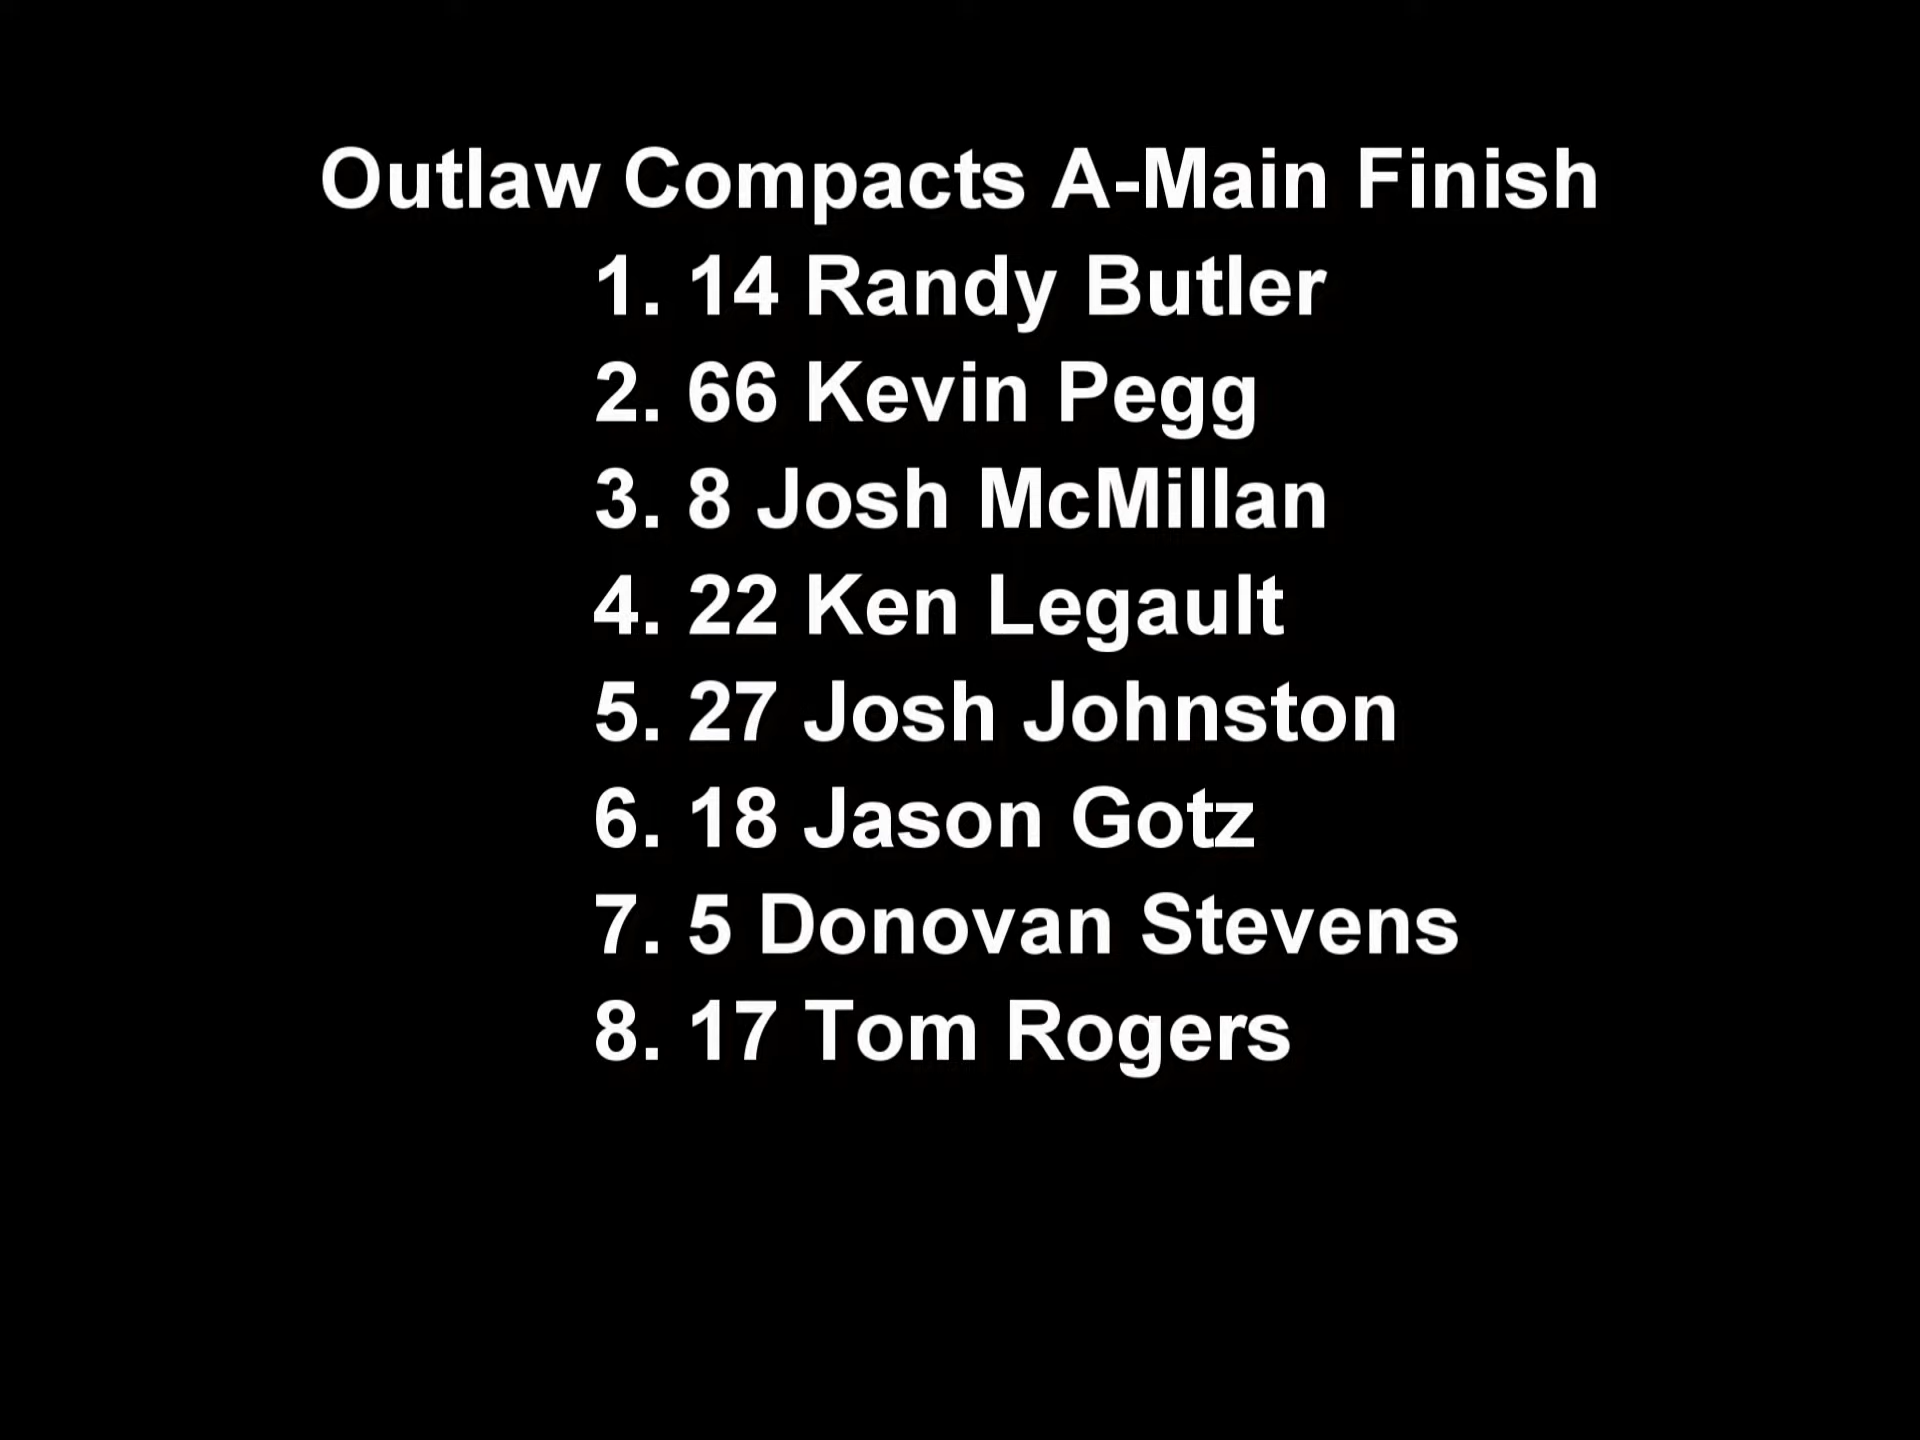 Outlaw Compacts A-Main Finish
1. 14 Randy Butler
2. 66 Kevin Pegg
3. 8 Josh McMillan
4. 22 Ken Legault
5. 27 Josh Johnston
6. 18 Jason Gotz
7. 5 Donovan Stevens
8. 17 Tom Rogers